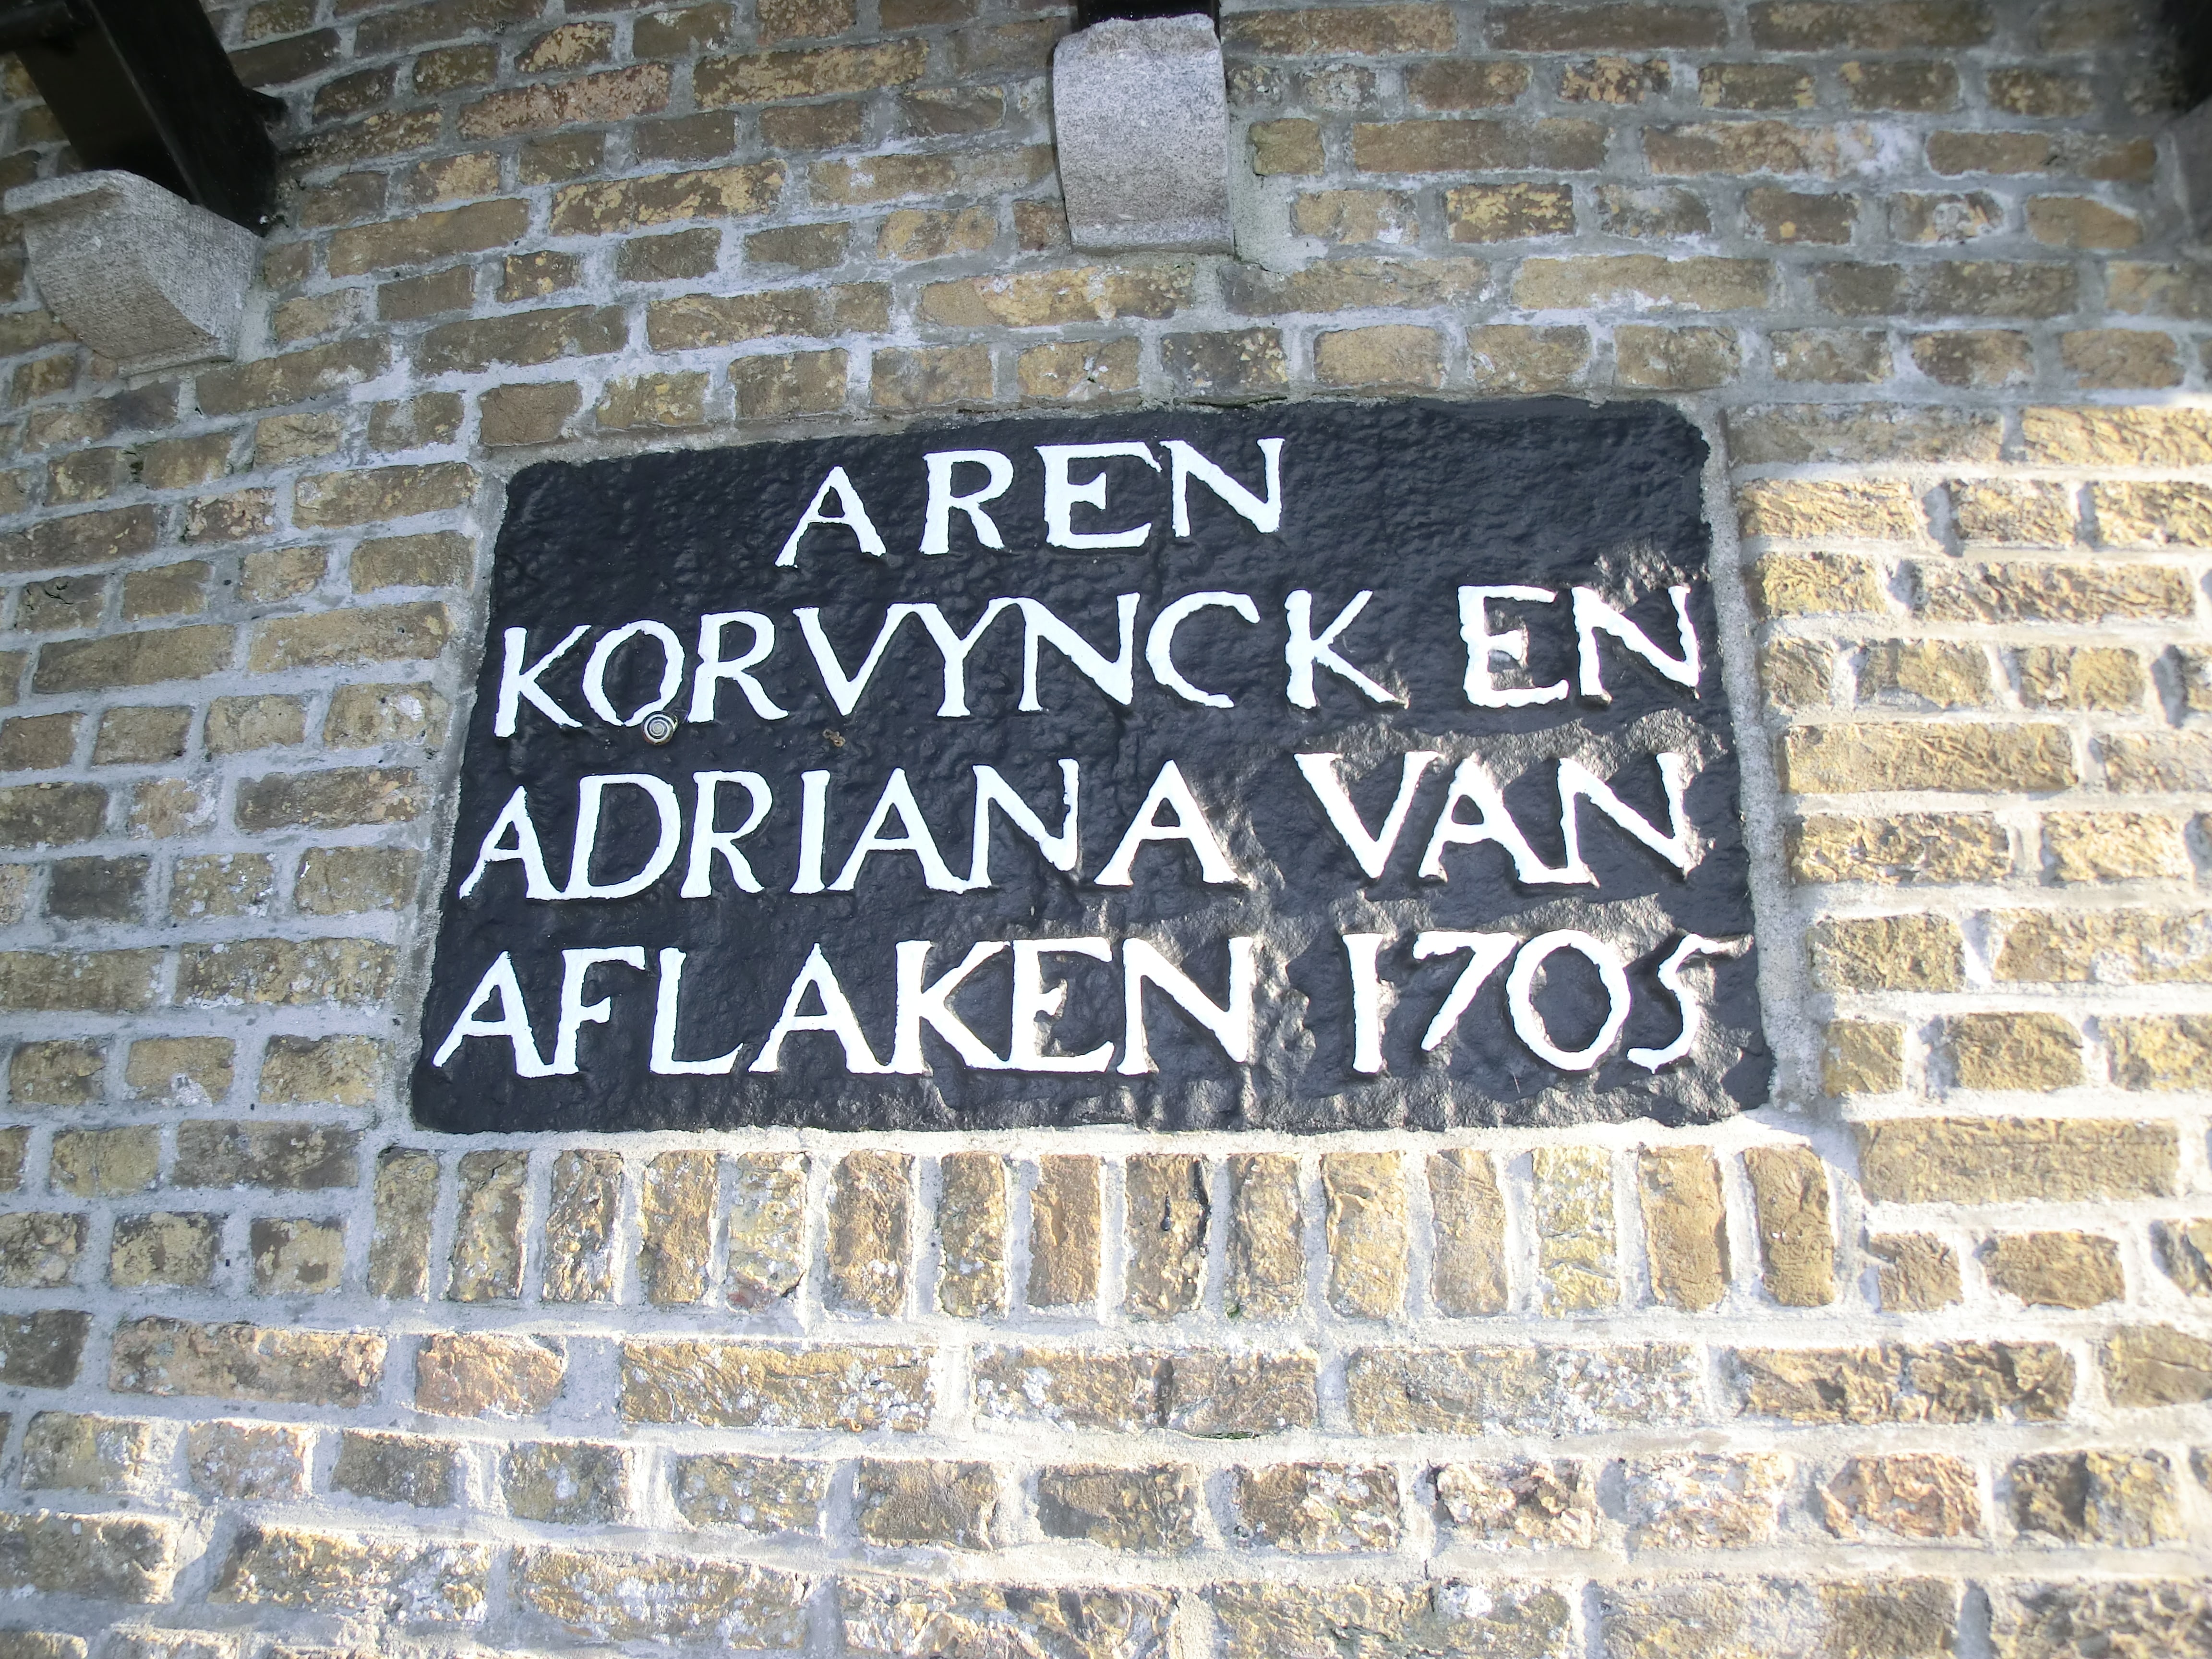 AREN
KORVYNCK EN
ADRIANA VAN
AFLAKEN 1705